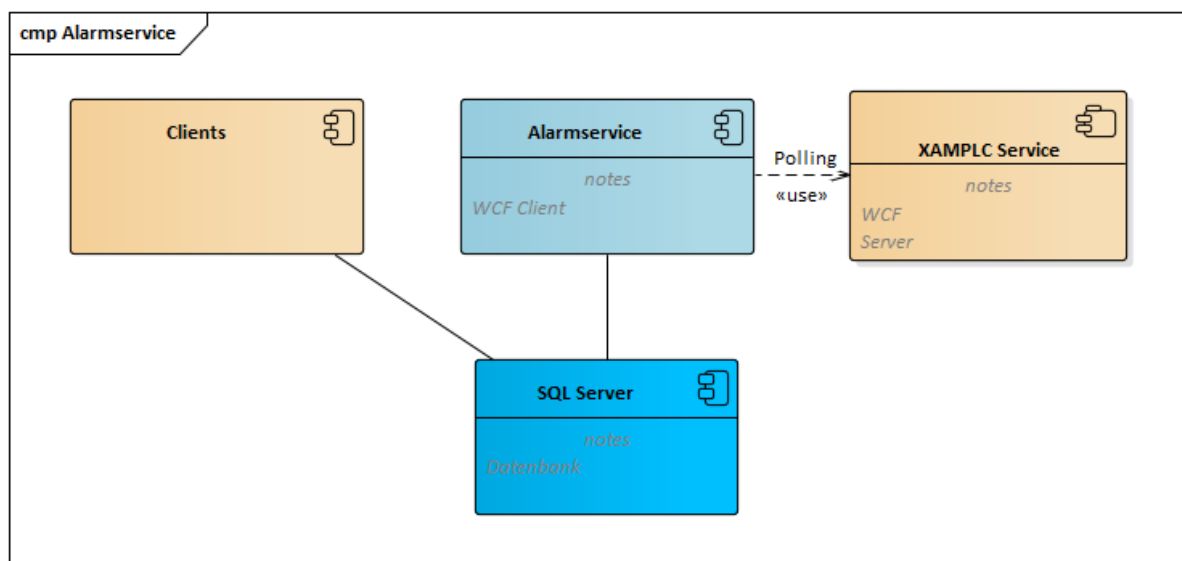 cmp Alarmservice
Clients
Alarmservice
notes
WCF Client
Polling
«use»
XAMPLC Service
notes
WCF
Server
SQL Server
notes
Datenbank